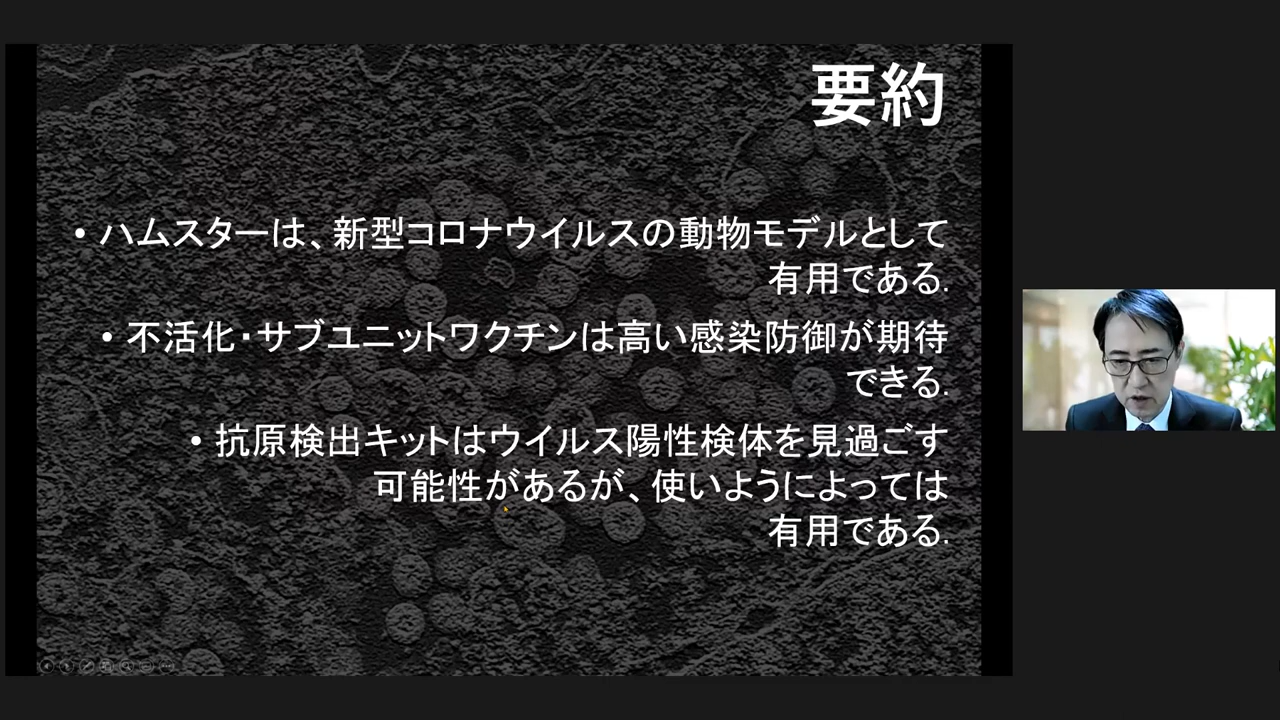 要約
• ハムスターは、新型コロナウイルスの動物モデルとして
有用である.
• 不活化・サブユニットワクチンは高い感染防御が期待
できる.
• 抗原検出キットはウイルス陽性検体を見過ごす
可能性があるが、使いようによっては
有用である.